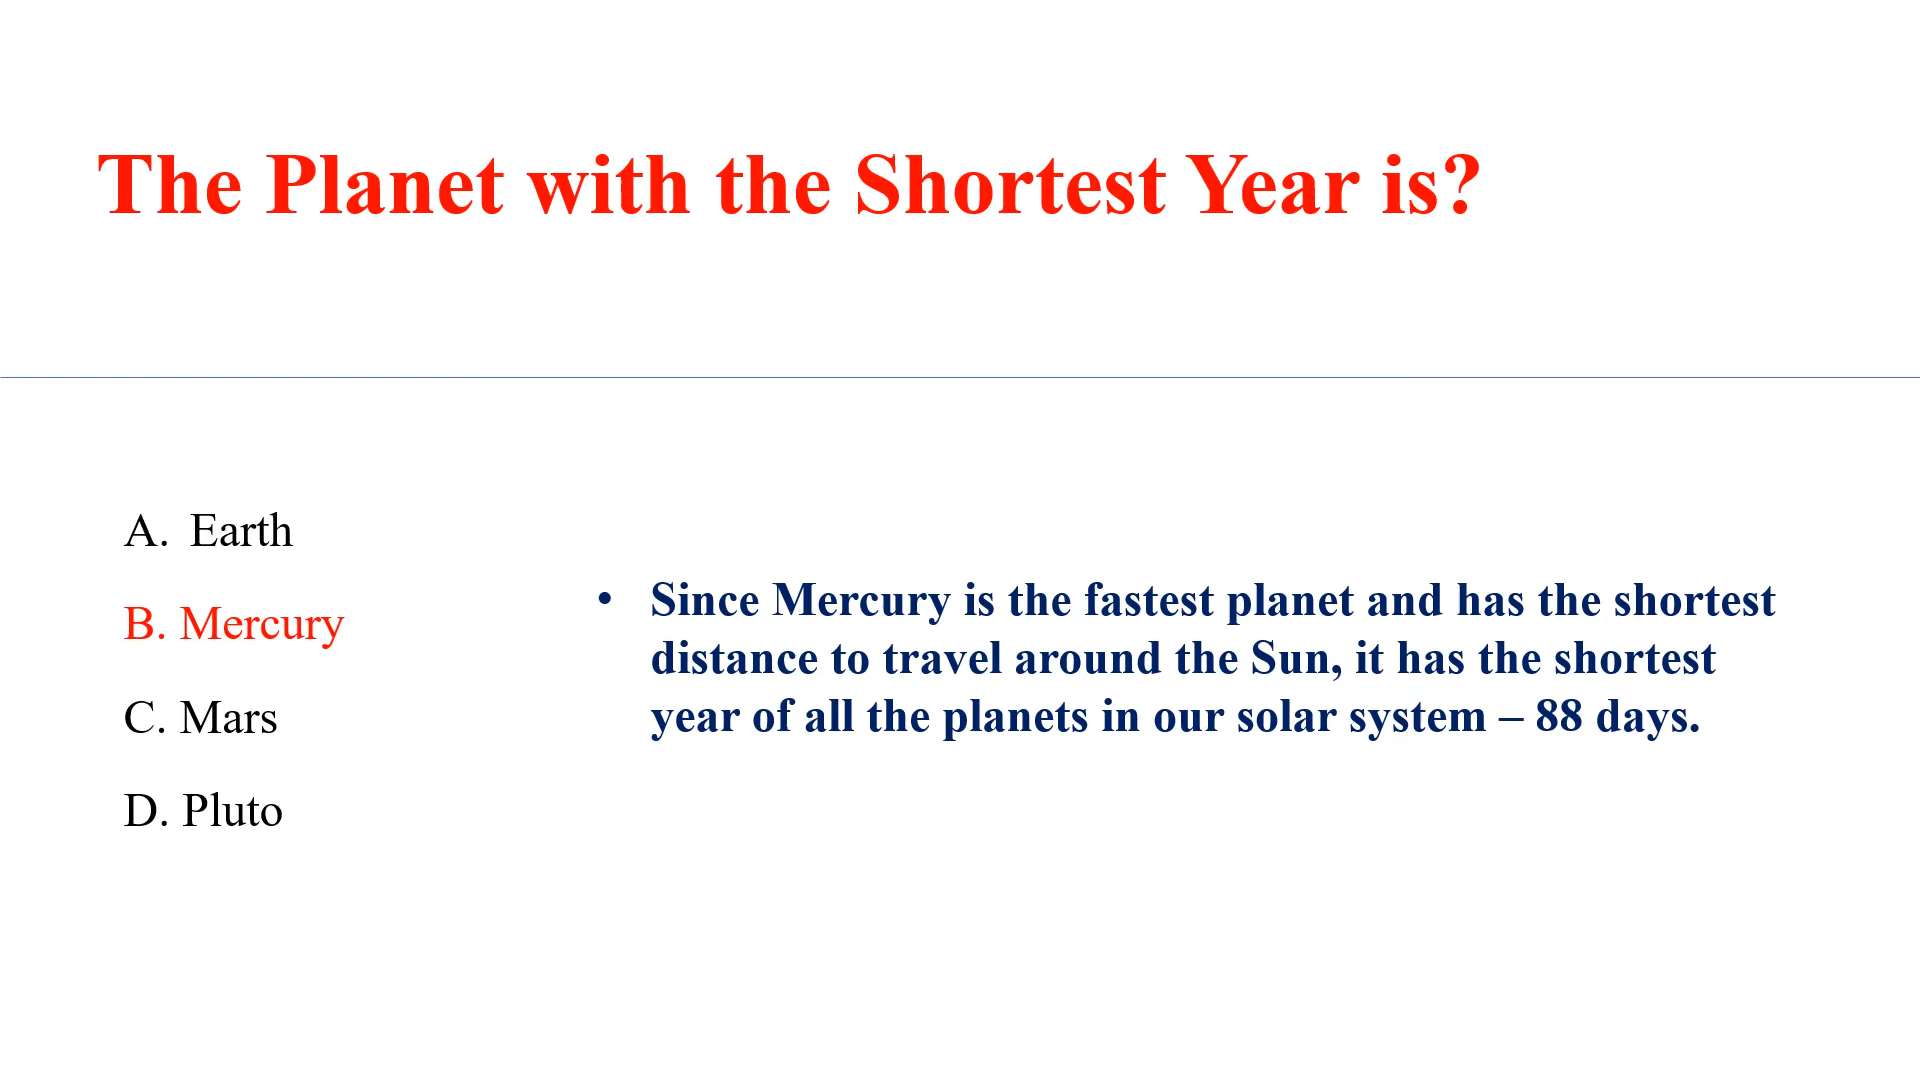 The Planet with the Shortest Year is?
A. Earth
B. Mercury
C. Mars
D. Pluto
• Since Mercury is the fastest planet and has the shortest
distance to travel around the Sun, it has the shortest
year of all the planets in our solar system – 88 days.